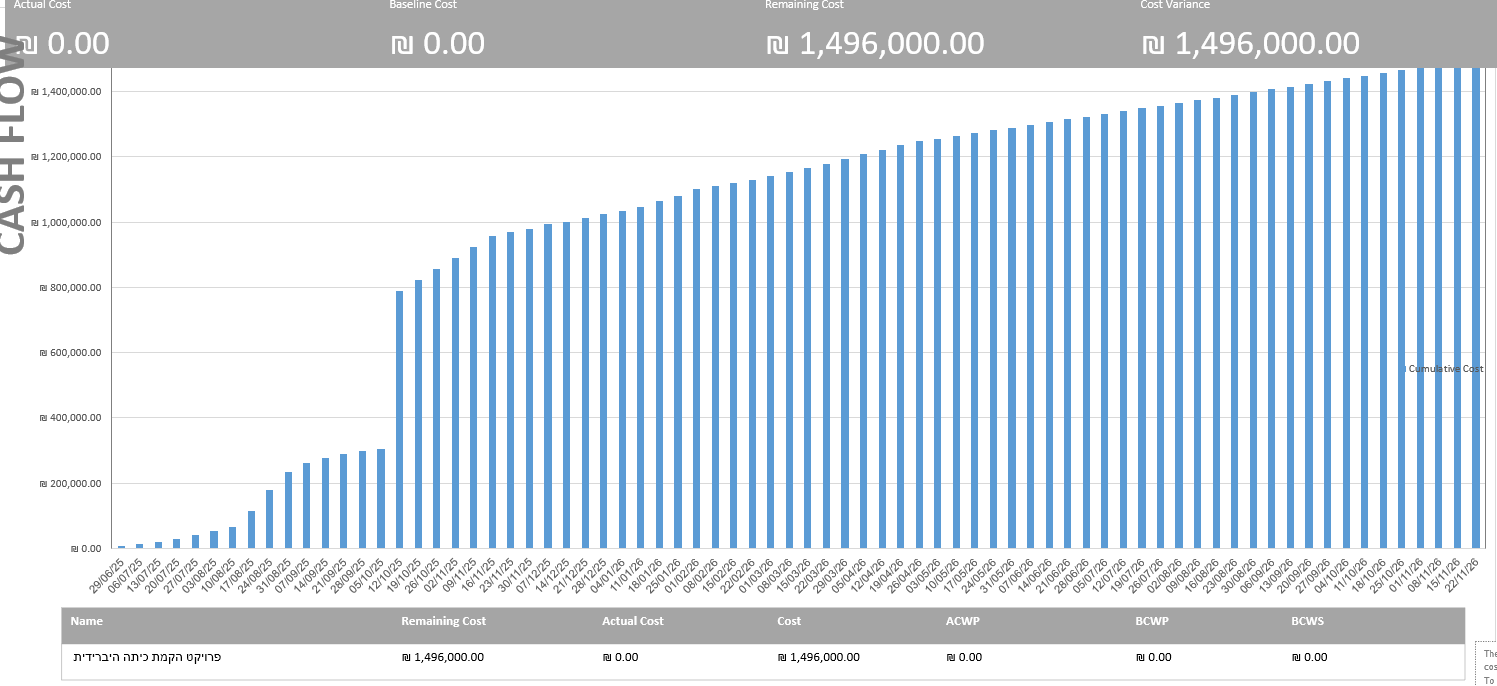 Actual Cost Baseline Cost Remaining Cost Cost Variance
₪ 0.00 ₪ 0.00 ₪ 1,496,000.00 ₪ 1,496,000.00
CASH FLOW
₪ 1,400,000.00
₪ 1,200,000.00
₪ 1,000,000.00
₪ 800,000.00
₪ 600,000.00
Cumulative Cost
₪ 400,000.00
₪ 200,000.00
₪ 0.00
29/06/25 06/07/25 13/07/25 20/07/25 27/07/25 03/08/25 10/08/25 17/08/25 24/08/25 31/08/25 07/09/25 14/09/25 21/09/25 28/09/25 05/10/25 12/10/25 19/10/25 26/10/25 02/11/25 09/11/25 16/11/25 23/11/25 30/11/25 07/12/25 14/12/25 21/12/25 28/12/25 04/01/26 11/01/26 18/01/26 25/01/26 01/02/26 08/02/26 15/02/26 22/02/26 01/03/26 08/03/26 15/03/26 22/03/26 29/03/26 05/04/26 12/04/26 19/04/26 26/04/26 03/05/26 10/05/26 17/05/26 24/05/26 31/05/26 07/06/26 14/06/26 21/06/26 28/06/26 05/07/26 12/07/26 19/07/26 26/07/26 02/08/26 09/08/26 16/08/26 23/08/26 30/08/26 06/09/26 13/09/26 20/09/26 27/09/26 04/10/26 11/10/26 18/10/26 25/10/26 01/11/26 08/11/26 15/11/26 22/11/26
Name Remaining Cost Actual Cost Cost ACWP BCWP BCWS
פרויקט הקמת כיתה היברידית ₪ 1,496,000.00 ₪ 0.00 ₪ 1,496,000.00 ₪ 0.00 ₪ 0.00 ₪ 0.00
To